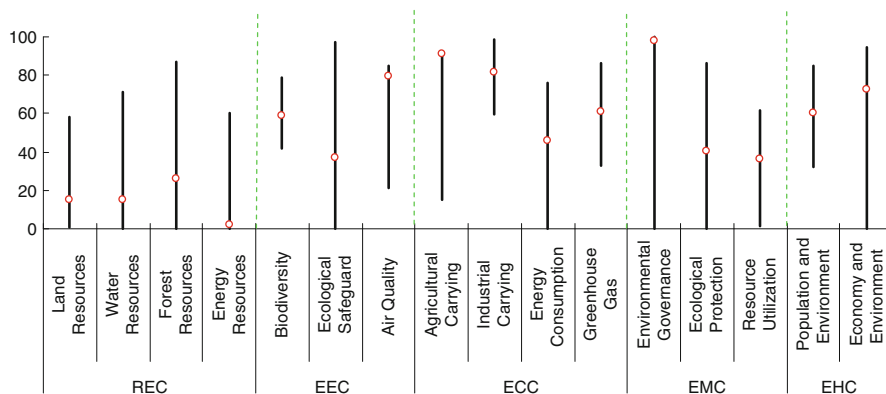 100
80
60
40
20
0
Land
Resources
Water
Resources
Forest
Resources
Energy
Resources
Biodiversity
Ecological
Safeguard
Air Quality
Agricultural
Carrying
Industrial
Carrying
Energy
Consumption
Greenhouse
Gas
Environmental
Governance
Ecological
Protection
Resource
Utilization
Population and
Environment
Economy and
Environment
REC
EEC
ECC
EMC
EHC